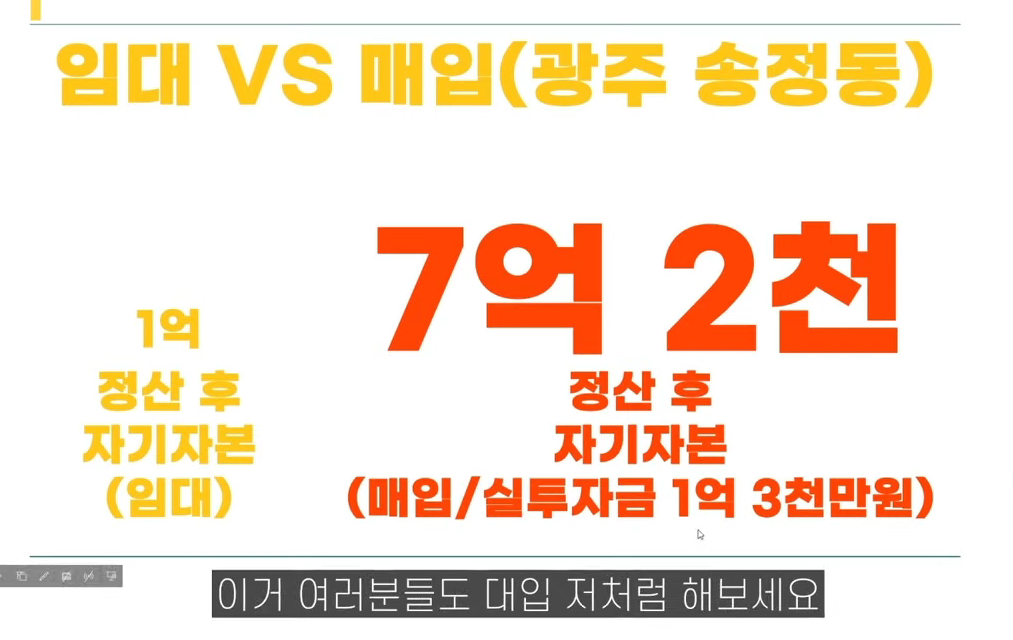 임대 VS 매입(광주 송정동)
1억
정산 후
자기자본
(임대)
7억 2천
정산 후
자기자본
(매입/실투자금 1억 3천만원)
이거 여러분들도 대입 저처럼 해보세요